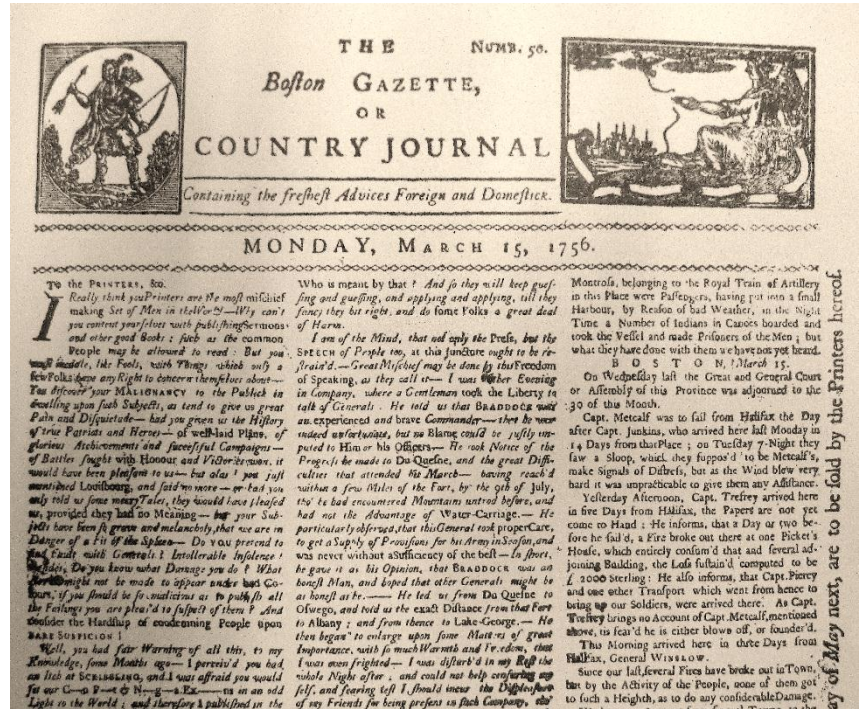 THE
NUMB. 50.
Boſton GAZETTE,
OR
COUNTRY JOURNAL
Containing the freſheſt Advices Foreign and Domeſtick.
MONDAY, MARCH 15, 1756.
TO the PRINTERS, &c.
I Really think you Printers are the moſt miſchief
making Set of Men in the World—Why can't
you content yourſelves with publiſhing Sermons
and other good Books; ſuch as the common
People may be allowed to read: But you
muſt meddle, like Fools, with Things which only a
few Folks have any Right to concern themſelves about—
You diſcover your MALIGNANCY to the Publick in
dwelling upon ſuch Subjects, as tend to give us great
Pain and Diſquietude— had you given us the Hiſtory
of true Patriots and Heroes— of well-laid Plans, of
glorious Atchievements and ſucceſsful Campaigns—
of Battles fought with Honour and Victories won, it
would have been pleaſant to us— but alas! you juſt
mentioned Louiſbourg, and ſaid no more— or had you
only told us ſome merry Tales, they would have pleaſed
us, provided they had no Meaning— but your Sub-
jects have been ſo grave and melancholy, that we are in
Danger of a Fit of the Spleen— Do YOU pretend to
find Fault with Generals? Intollerable Inſolence!
Beſides, Do you know what Damage you do? What
might not be made to appear under bad Co-
lours, if you ſhould be ſo malicious as to publiſh all
the Failings you are pleas'd to ſuſpect of them? And
conſider the Hardſhip of condemning People upon
BARE SUSPICION!
Well, you had fair Warning of all this, to my
Knowledge, ſome Months ago— I perceiv'd you had
an Itch at SCRIBBLING, and I was affraid you would
ſet our C—o P—t N—g—a Ex—ns in an odd
Light to the World; and therefore I publiſhed in the
Who is meant by that? And ſo they will keep gueſ-
ſing and gueſſing, and applying and applying, till they
fancy they hit right, and do ſome Folks a great deal
of Harm.
I am of the Mind, that not only the Preſs, but the
SPEECH of People too, at this Juncture ought to be re-
ſtrain'd.—Great Miſchief may be done by this Freedom
of Speaking, as they call it— I was t'other Evening
in Company, where a Gentleman took the Liberty to
talk of Generals. He told us that BRADDOCK was
an experienced and brave Commander— that he was
indeed unfortunate, but no Blame could be juſtly im-
puted to Him or his Officers— He took Notice of the
Progreſs he made to Du Queſne, and the great Diffi-
culties that attended his March— having reach'd
within a few Miles of the Fort, by the 9th of July,
tho' he had encountered Mountains untrod before, and
had not the Advantage of Water-Carriage.— He
particularly obſerved, that this General took proper Care,
to get a Supply of Proviſions for his Army in Seaſon, and
was never without a Sufficiency of the beſt— In ſhort,
he gave it as his Opinion, that BRADDOCK was an
honeſt Man, and hoped that other Generals might be
as honeſt as he.— He led us from Du Queſne to
Oſwego, and told us the exact Diſtance from that Fort
to Albany; and from thence to Lake-George.— He
then began to enlarge upon ſome Matters of great
Importance, with ſo much Warmth and Freedom, that
I was even frighted— I was diſturb'd in my Reſt the
whole Night after; and could not help cenſuring my
ſelf, and fearing leſt I ſhould incur the Diſpleaſure
of my Friends for being preſent in ſuch Company, tho'
Montroſs, belonging to the Royal Train of Artillery
in this Place were Paſſengers, having put into a ſmall
Harbour, by Reaſon of bad Weather, in the Night
Time a Number of Indians in Canoes boarded and
took the Veſſel and made Priſoners of the Men; but
what they have done with them we have not yet heard.
BOSTON, March 15.
On Wedneſday laſt the Great and General Court
or Aſſembly of this Province was adjourned to the
30 of this Month.
Capt. Metcalf was to ſail from Halifax the Day
after Capt. Junkins, who arrived here laſt Monday in
14 Days from that Place; on Tueſday 7-Night they
ſaw a Sloop, which they ſuppos'd to be Metcalf's,
make Signals of Diſtreſs, but as the Wind blew very
hard it was unpracticable to give them any Aſſiſtance.
Yeſterday Afternoon, Capt. Trefrey arrived here
in five Days from Halifax, the Papers are not yet
come to Hand: He informs, that a Day or two be-
fore he ſail'd, a Fire broke out there at one Picket's
Houſe, which entirely conſum'd that and ſeveral ad-
joining Building, the Loſs ſuſtain'd computed to be
£ 2000 Sterling: He alſo informs, that Capt. Piercy
and one other Tranſport which went from hence to
bring up our Soldiers, were arrived there. As Capt.
Trefrey brings no Account of Capt. Metcalf, mentioned
above, tis fear'd he is either blown off, or founder'd.
This Morning arrived here in three Days from
Halifax, General WINSLOW.
Since our laſt, ſeveral Fires have broke out in Town,
but by the Activity of the People, none of them got
to ſuch a Heighth, as to do any conſiderable Damage.
ay of May next, are to be ſold by the Printers hereof.